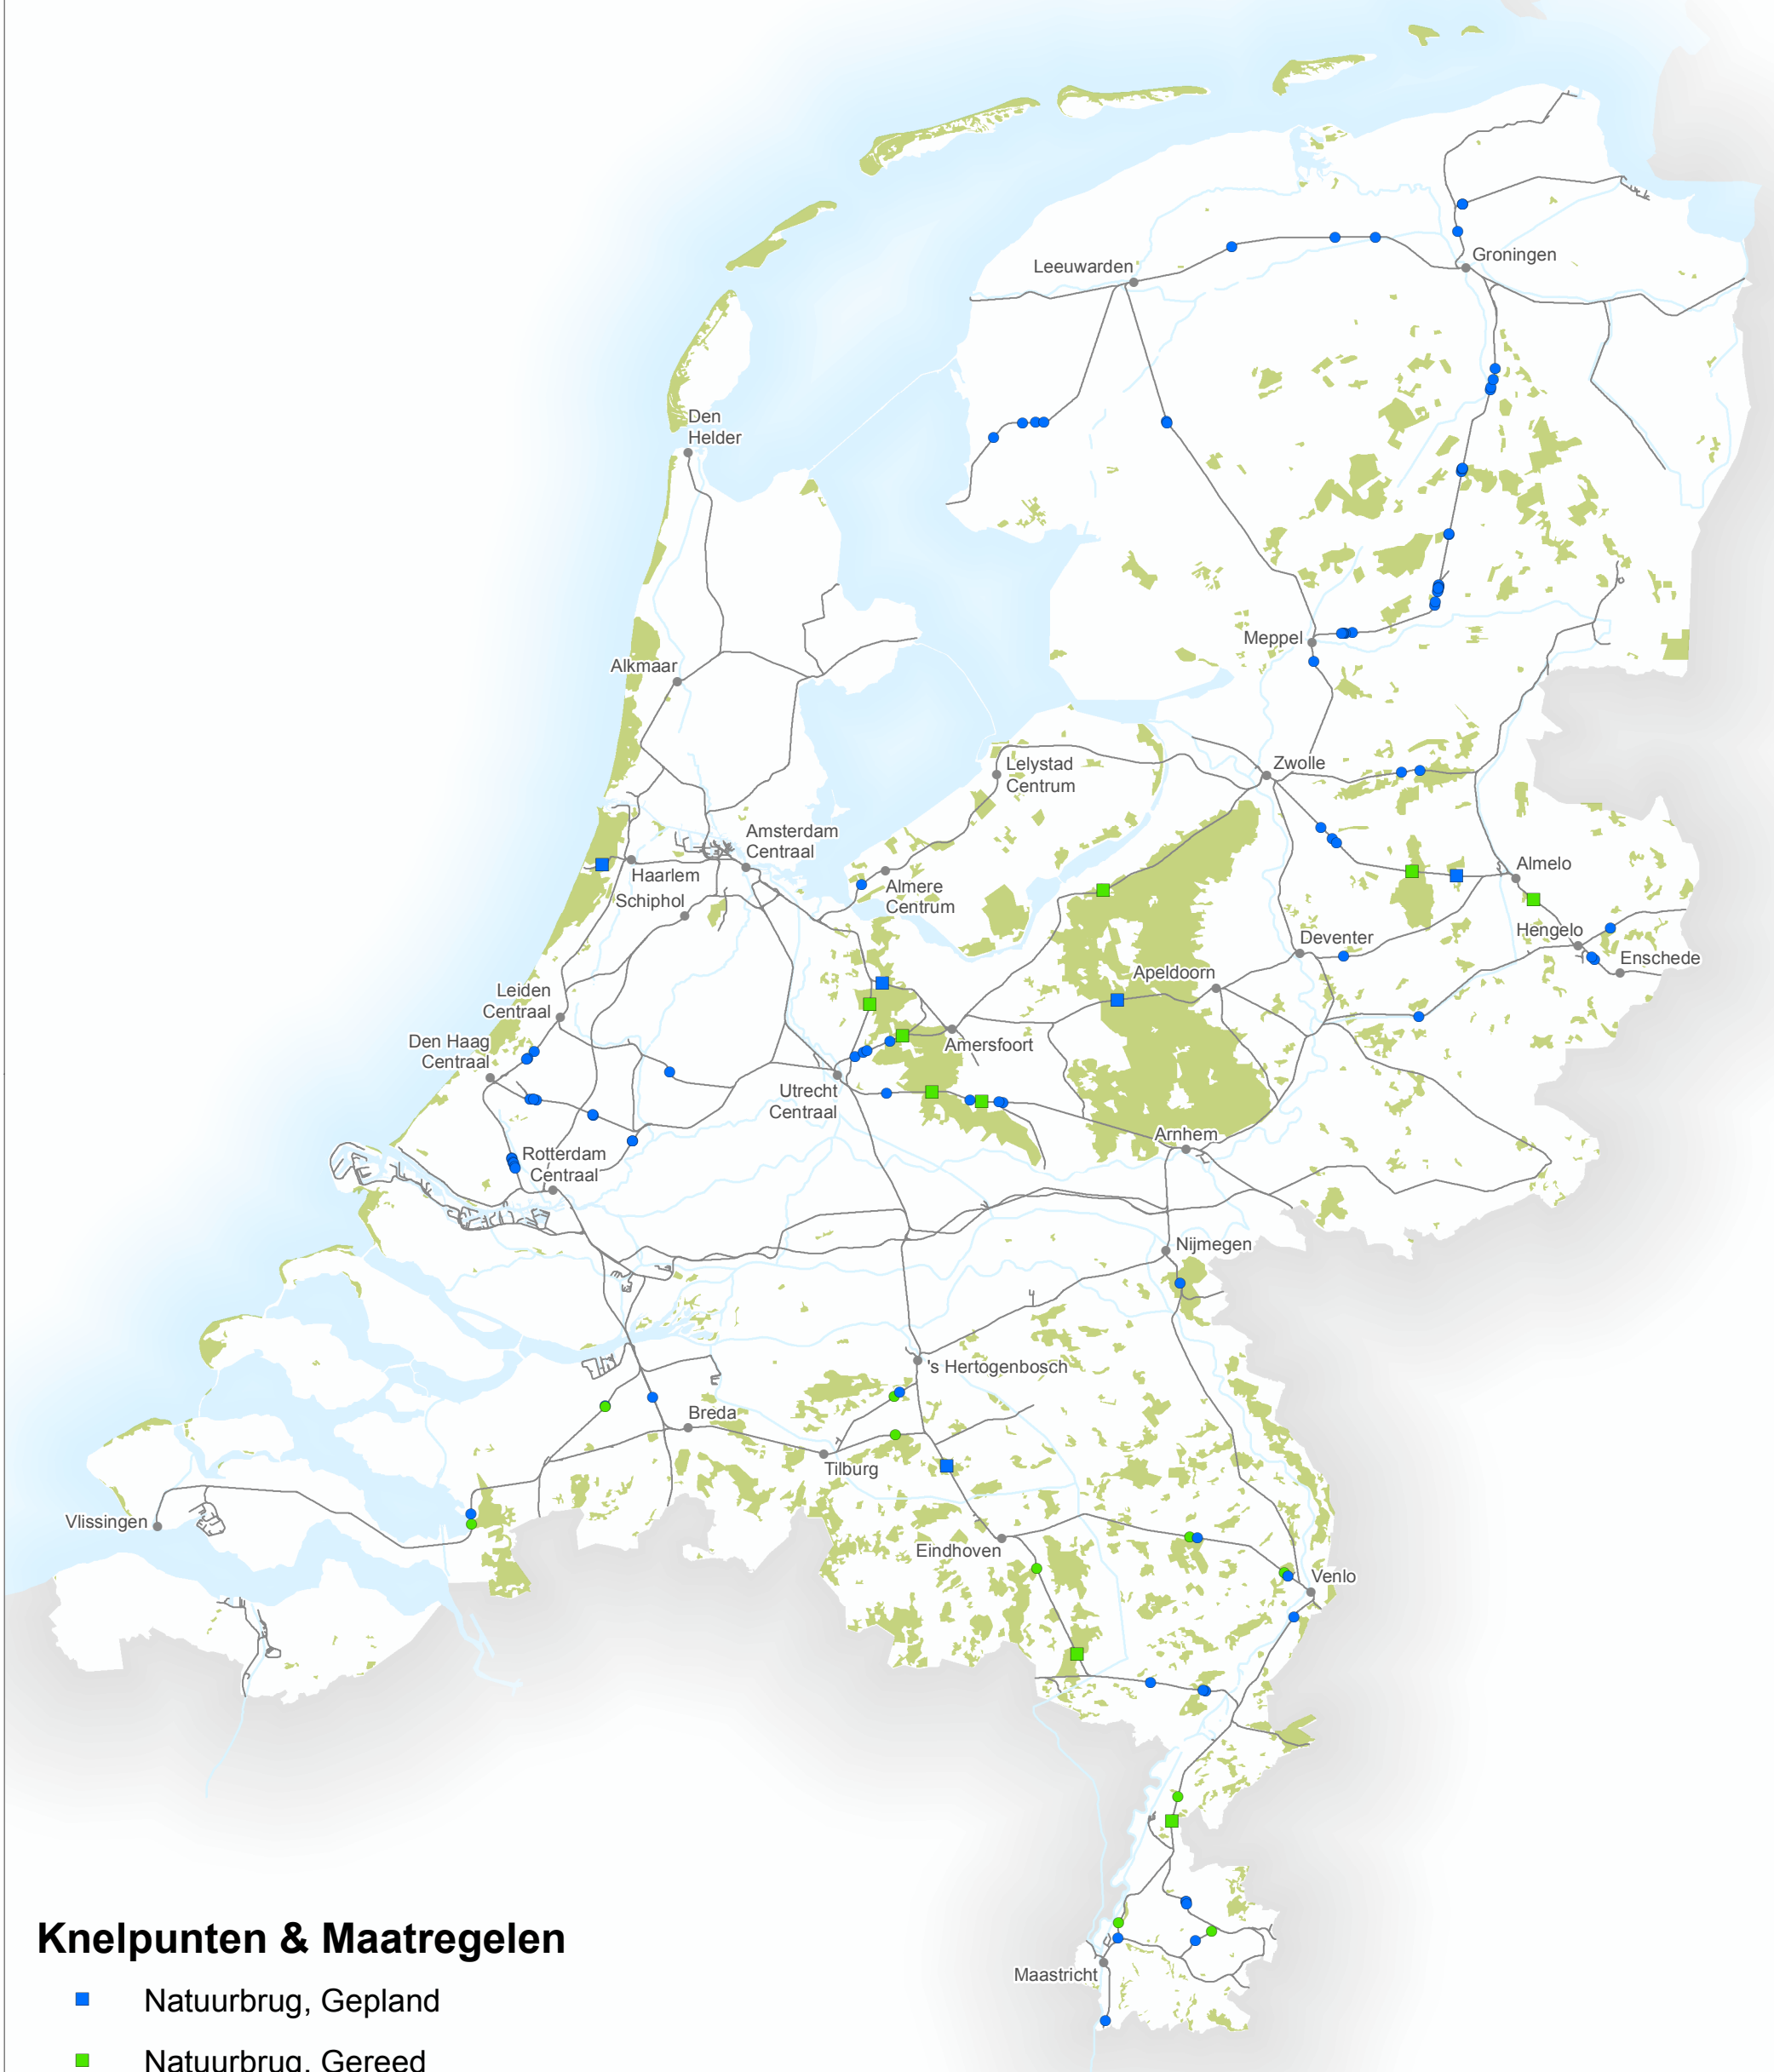 Groningen
Leeuwarden
Den
Helder
Meppel
Alkmaar
Lelystad
Centrum
Zwolle
Amsterdam
Centraal
Haarlem
Schiphol
Almere
Centrum
Almelo
Hengelo
Enschede
Deventer
Apeldoorn
Leiden
Centraal
Den Haag
Centraal
Amersfoort
Utrecht
Centraal
Arnhem
Rotterdam
Centraal
Nijmegen
's Hertogenbosch
Breda
Tilburg
Vlissingen
Eindhoven
Venlo
Maastricht
Knelpunten & Maatregelen
Natuurbrug, Gepland
Natuurbrug, Gereed